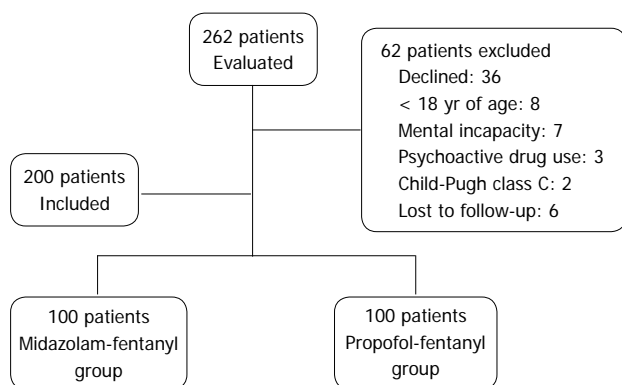 262 patients
Evaluated
62 patients excluded
Declined: 36
< 18 yr of age: 8
Mental incapacity: 7
Psychoactive drug use: 3
Child-Pugh class C: 2
Lost to follow-up: 6
200 patients
Included
100 patients
Midazolam-fentanyl
group
100 patients
Propofol-fentanyl
group